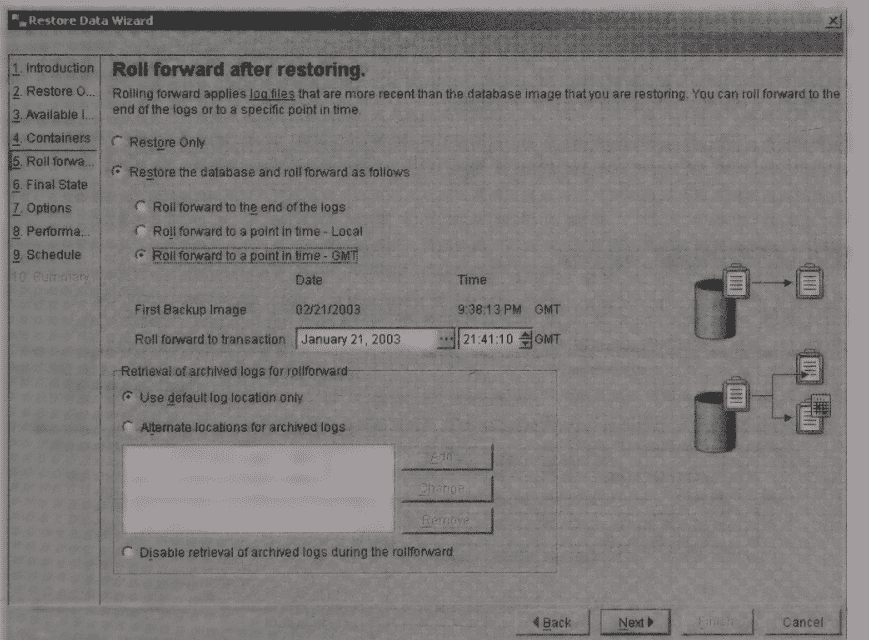 Restore Data Wizard
1. Introduction
2. Restore O...
3. Available I...
4. Containers
5. Roll forwa...
6. Final State
7. Options
8. Performa...
9. Schedule
10. Summary
Roll forward after restoring.
Rolling forward applies log files that are more recent than the database image that you are restoring. You can roll forward to the
end of the logs or to a specific point in time.
Restore Only
Restore the database and roll forward as follows
Roll forward to the end of the logs
Roll forward to a point in time - Local
Roll forward to a point in time - GMT
Date Time
First Backup Image 02/21/2003 9:38:13 PM GMT
Roll forward to transaction January 21, 2003 ... 21:41:10 GMT
Retrieval of archived logs for rollforward
Use default log location only
Alternate locations for archived logs
Add...
Change...
Remove
Disable retrieval of archived logs during the rollforward
Back Next Finish Cancel